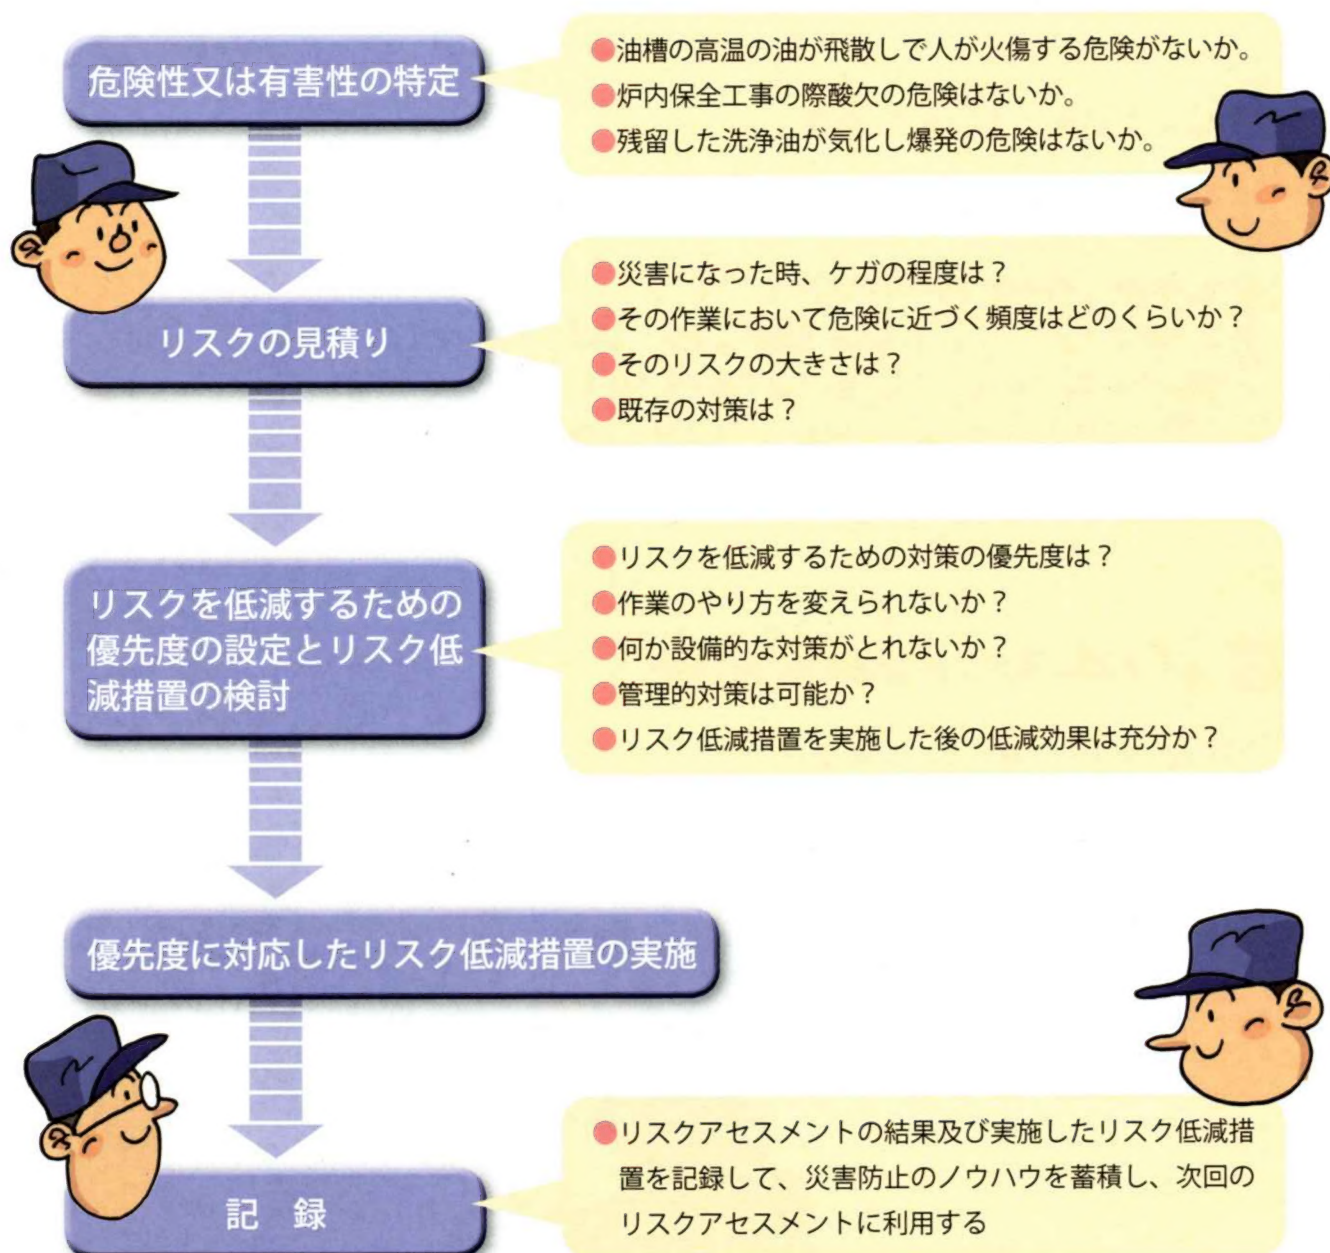 危険性又は有害性の特定
●油槽の高温の油が飛散しで人が火傷する危険がないか。
●炉内保全工事の際酸欠の危険はないか。
●残留した洗浄油が気化し爆発の危険はないか。
リスクの見積り
●災害になった時、ケガの程度は？
●その作業において危険に近づく頻度はどのくらいか？
●そのリスクの大きさは？
●既存の対策は？
リスクを低減するための
優先度の設定とリスク低
減措置の検討
●リスクを低減するための対策の優先度は？
●作業のやり方を変えられないか？
●何か設備的な対策がとれないか？
●管理的対策は可能か？
●リスク低減措置を実施した後の低減効果は充分か？
優先度に対応したリスク低減措置の実施
記　録
●リスクアセスメントの結果及び実施したリスク低減措
置を記録して、災害防止のノウハウを蓄積し、次回の
リスクアセスメントに利用する